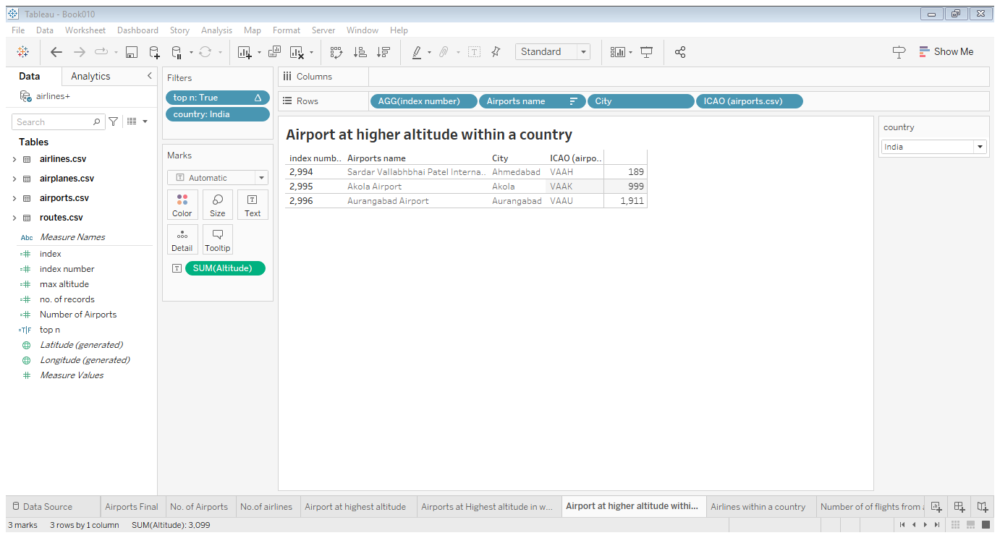 Tableau - Book010
File Data Worksheet Dashboard Story Analysis Map Format Server Window Help
Standard
Show Me
Data Analytics
airlines+
Search
Tables
airlines.csv
airplanes.csv
airports.csv
routes.csv
Abc Measure Names
index
index number
max altitude
no. of records
Number of Airports
T|F top n
Latitude (generated)
Longitude (generated)
Measure Values
Filters
top n: True
country: India
Marks
Automatic
Color Size Text
Detail Tooltip
SUM(Altitude)
Columns
Rows AGG(index number) Airports name City ICAO (airports.csv)
Airport at higher altitude within a country
index numb.. Airports name City ICAO (airpo..
2,994 Sardar Vallabhbhai Patel Interna.. Ahmedabad VAAH 189
2,995 Akola Airport Akola VAAK 999
2,996 Aurangabad Airport Aurangabad VAAU 1,911
country
India
Data Source Airports Final No. of Airports No.of airlines Airport at highest altitude Airports at Highest altitude in w... Airport at higher altitude withi... Airlines within a country Number of of flights from
3 marks 3 rows by 1 column SUM(Altitude): 3,099